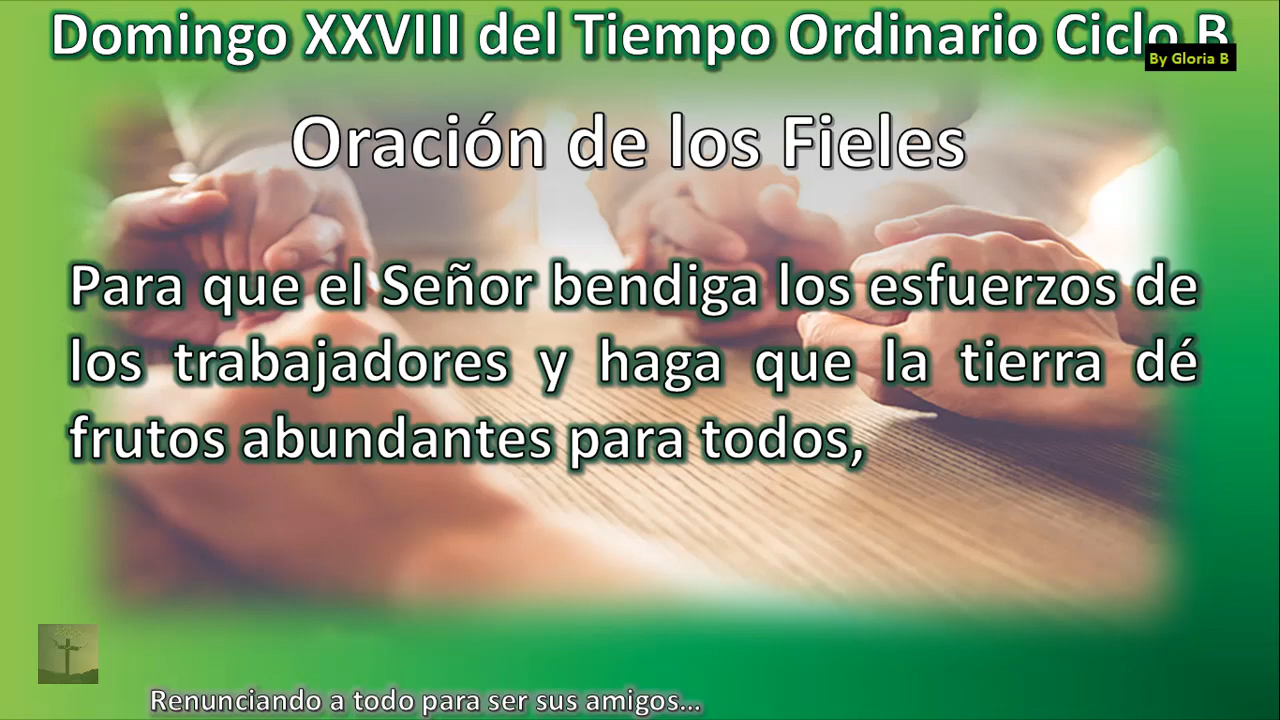 Domingo XXVIII del Tiempo Ordinario Ciclo B
By Gloria B
Oración de los Fieles
Para que el Señor bendiga los esfuerzos de
los trabajadores y haga que la tierra dé
frutos abundantes para todos,
Renunciando a todo para ser sus amigos...